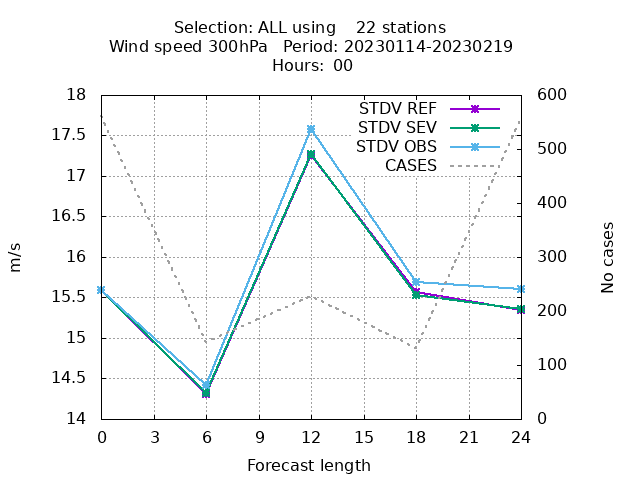 Selection: ALL using    22 stations
Wind speed 300hPa   Period: 20230114-20230219
Hours:  00
18
17.5
17
16.5
16
15.5
15
14.5
14
m/s
600
500
400
300
200
100
0
No cases
STDV REF
STDV SEV
STDV OBS
CASES
0 3 6 9 12 15 18 21 24
Forecast length